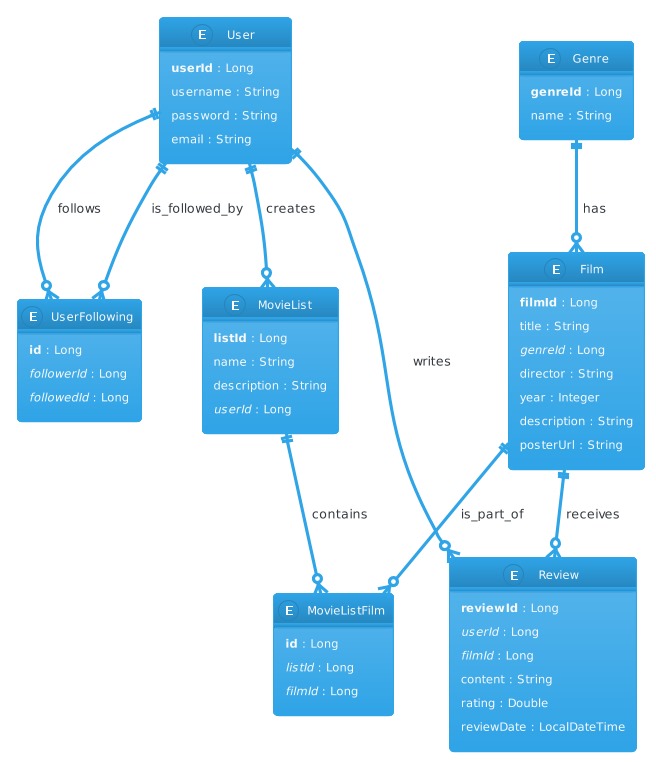 E User
userId : Long
username : String
password : String
email : String
E Genre
genreId : Long
name : String
follows
is_followed_by
creates
has
writes
E UserFollowing
id : Long
followerId : Long
followedId : Long
E MovieList
listId : Long
name : String
description : String
userId : Long
E Film
filmId : Long
title : String
genreId : Long
director : String
year : Integer
description : String
posterUrl : String
contains
is_part_of
receives
E MovieListFilm
id : Long
listId : Long
filmId : Long
E Review
reviewId : Long
userId : Long
filmId : Long
content : String
rating : Double
reviewDate : LocalDateTime